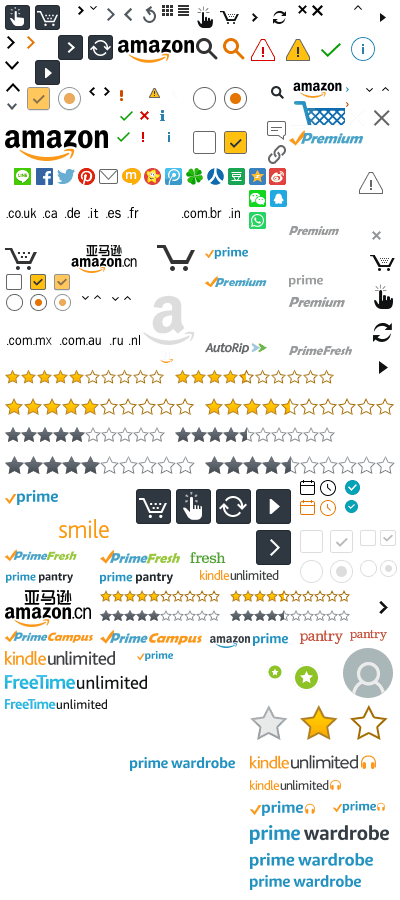 amazon
amazon
amazon
Premium
.co.uk .ca .de .it .es .fr .com.br .in
Premium
亚马逊
amazon.cn
prime
Premium
prime
Premium
a
.com.mx .com.au .ru .nl
AutoRip
PrimeFresh
prime
smile
PrimeFresh
PrimeFresh
fresh
prime pantry
prime pantry
kindleunlimited
亚马逊
amazon.cn
PrimeCampus
PrimeCampus
amazon prime
pantry
pantry
kindleunlimited
prime
FreeTimeunlimited
FreeTimeunlimited
prime wardrobe
kindleunlimited
kindleunlimited
prime
prime
prime wardrobe
prime wardrobe
prime wardrobe